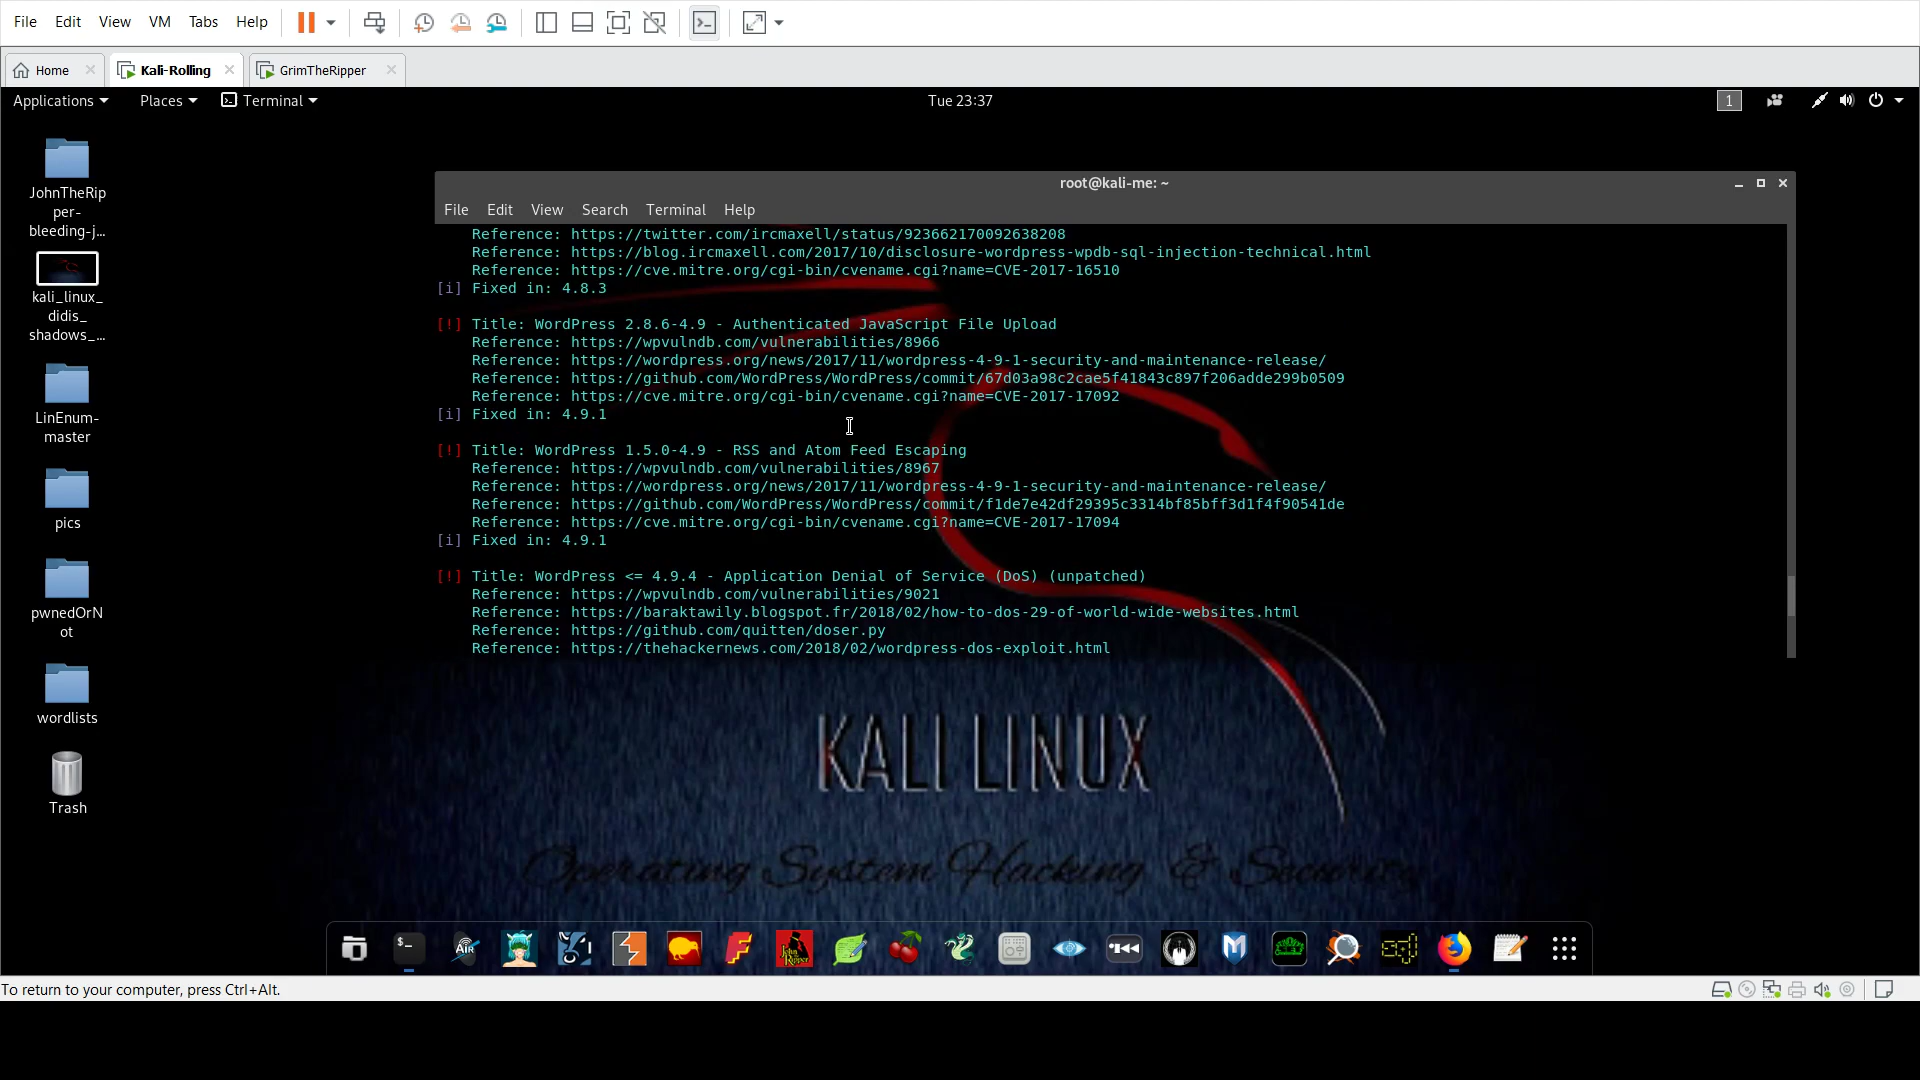 File Edit View VM Tabs Help
Home Kali-Rolling GrimTheRipper
Applications Places Terminal Tue 23:37 1
JohnTheRip
per-
bleeding-j...
kali_linux_
didis_
shadows_...
LinEnum-
master
pics
pwnedOrN
ot
wordlists
Trash
root@kali-me: ~
File Edit View Search Terminal Help
Reference: https://twitter.com/ircmaxell/status/923662170092638208
Reference: https://blog.ircmaxell.com/2017/10/disclosure-wordpress-wpdb-sql-injection-technical.html
Reference: https://cve.mitre.org/cgi-bin/cvename.cgi?name=CVE-2017-16510
[i] Fixed in: 4.8.3
[!] Title: WordPress 2.8.6-4.9 - Authenticated JavaScript File Upload
Reference: https://wpvulndb.com/vulnerabilities/8966
Reference: https://wordpress.org/news/2017/11/wordpress-4-9-1-security-and-maintenance-release/
Reference: https://github.com/WordPress/WordPress/commit/67d03a98c2cae5f41843c897f206adde299b0509
Reference: https://cve.mitre.org/cgi-bin/cvename.cgi?name=CVE-2017-17092
[i] Fixed in: 4.9.1
[!] Title: WordPress 1.5.0-4.9 - RSS and Atom Feed Escaping
Reference: https://wpvulndb.com/vulnerabilities/8967
Reference: https://wordpress.org/news/2017/11/wordpress-4-9-1-security-and-maintenance-release/
Reference: https://github.com/WordPress/WordPress/commit/f1de7e42df29395c3314bf85bff3d1f4f90541de
Reference: https://cve.mitre.org/cgi-bin/cvename.cgi?name=CVE-2017-17094
[i] Fixed in: 4.9.1
[!] Title: WordPress <= 4.9.4 - Application Denial of Service (DoS) (unpatched)
Reference: https://wpvulndb.com/vulnerabilities/9021
Reference: https://baraktawily.blogspot.fr/2018/02/how-to-dos-29-of-world-wide-websites.html
Reference: https://github.com/quitten/doser.py
Reference: https://thehackernews.com/2018/02/wordpress-dos-exploit.html
KALI LINUX
Operating System Hacking & Security
To return to your computer, press Ctrl+Alt.